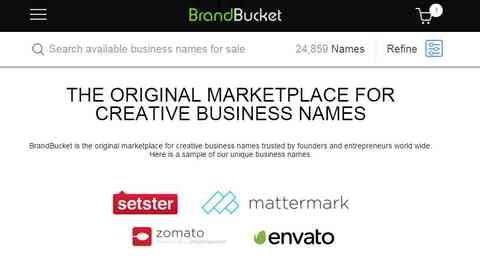 BrandBucket
1
Search available business names for sale
24,859 Names
Refine
THE ORIGINAL MARKETPLACE FOR
CREATIVE BUSINESS NAMES
BrandBucket is the original marketplace for creative business names trusted by founders and entrepreneurs world wide.
Here is a sample of our unique business names.
setster
mattermark
zomato
envato